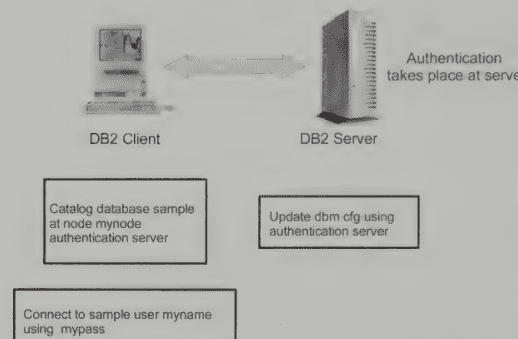 Authentication
takes place at serve
DB2 Client
DB2 Server
Catalog database sample
at node mynode
authentication server
Update dbm cfg using
authentication server
Connect to sample user myname
using mypass